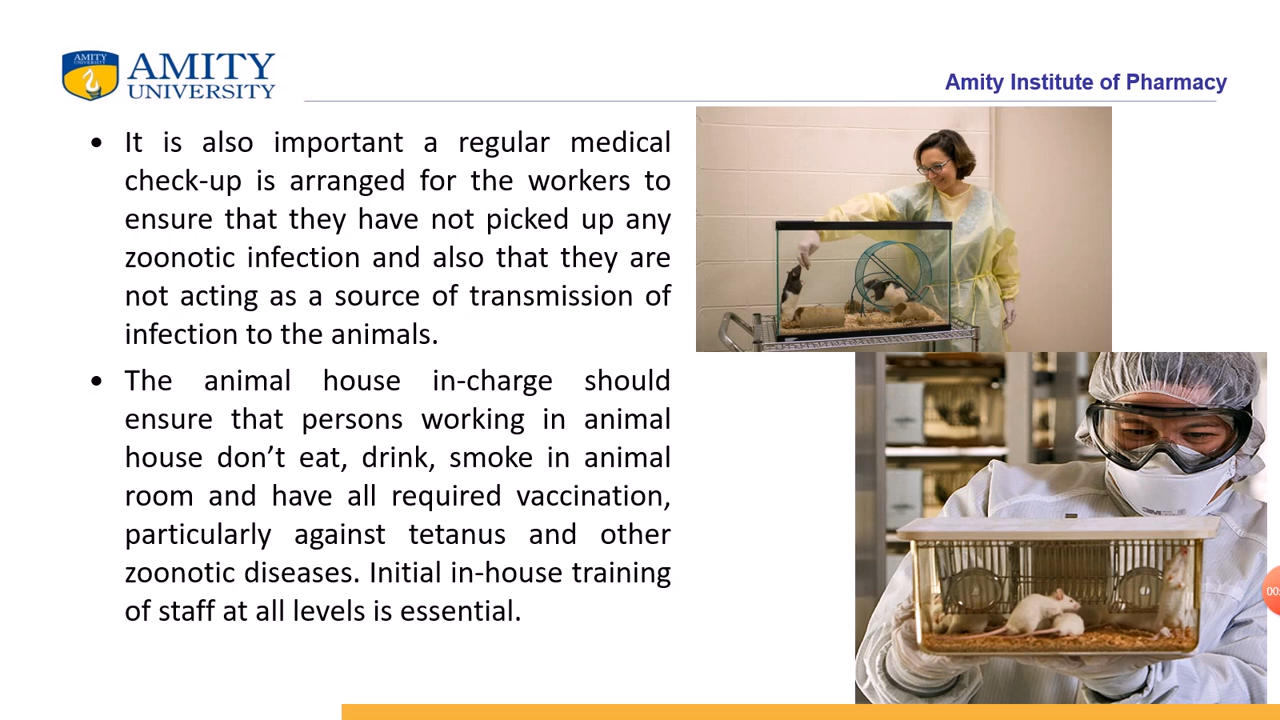 AMITY
UNIVERSITY
AMITY
UNIVERSITY
Amity Institute of Pharmacy
• It is also important a regular medical
check-up is arranged for the workers to
ensure that they have not picked up any
zoonotic infection and also that they are
not acting as a source of transmission of
infection to the animals.
• The animal house in-charge should
ensure that persons working in animal
house don’t eat, drink, smoke in animal
room and have all required vaccination,
particularly against tetanus and other
zoonotic diseases. Initial in-house training
of staff at all levels is essential.